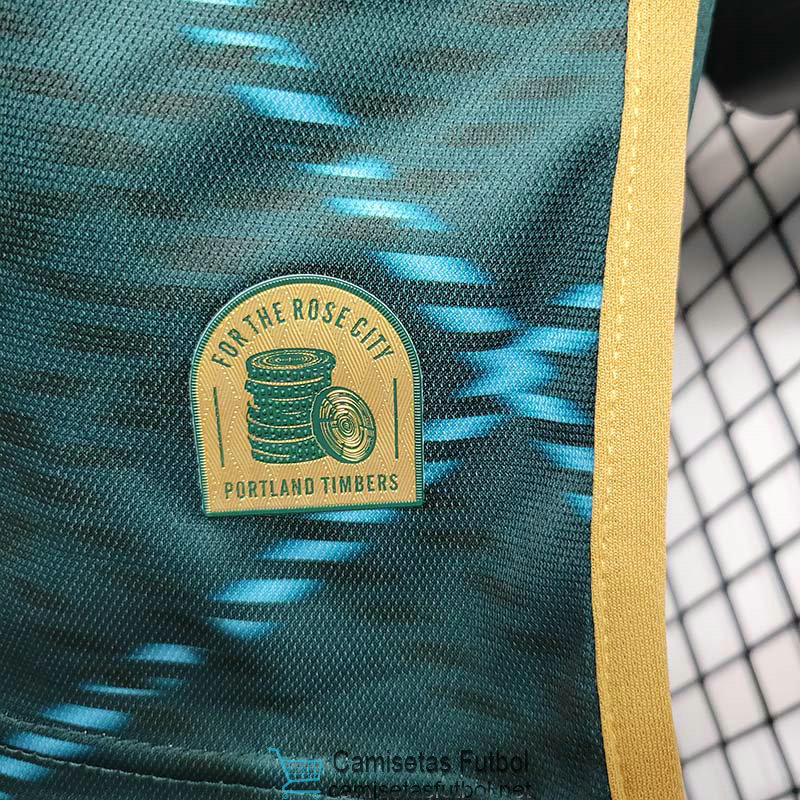 FOR THE ROSE CITY
PORTLAND TIMBERS
Camisetas Futbol
camisetasfutbol.net